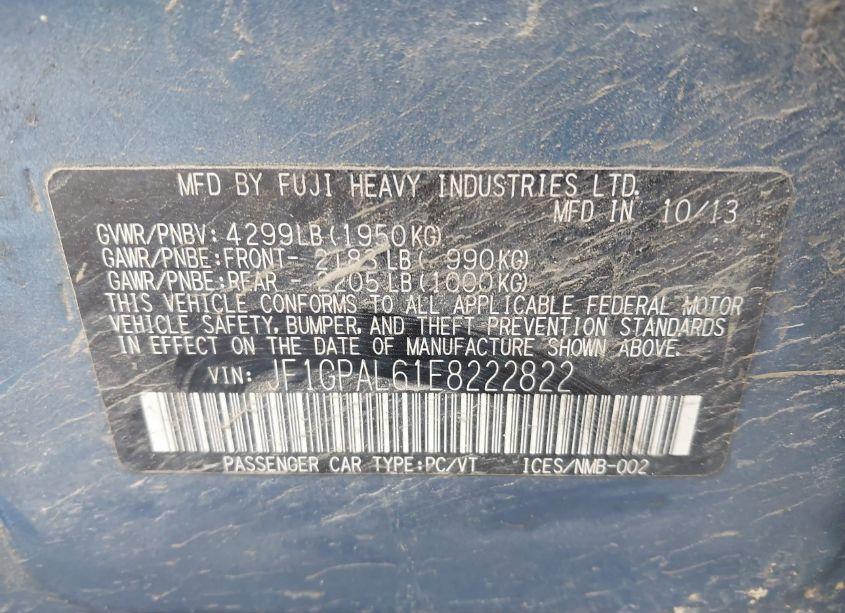 MFD BY FUJI HEAVY INDUSTRIES LTD.
MFD IN 10/13
GVWR/PNBV: 4299LB(1950KG)
GAWR/PNBE:FRONT- 2183LB( 990KG)
GAWR/PNBE:REAR - 2205LB(1000KG)
THIS VEHICLE CONFORMS TO ALL APPLICABLE FEDERAL MOTOR
VEHICLE SAFETY, BUMPER, AND THEFT PREVENTION STANDARDS
IN EFFECT ON THE DATE OF MANUFACTURE SHOWN ABOVE.
VIN: JF1GPAL61E8222822
PASSENGER CAR TYPE:PC/VT ICES/NMB-002